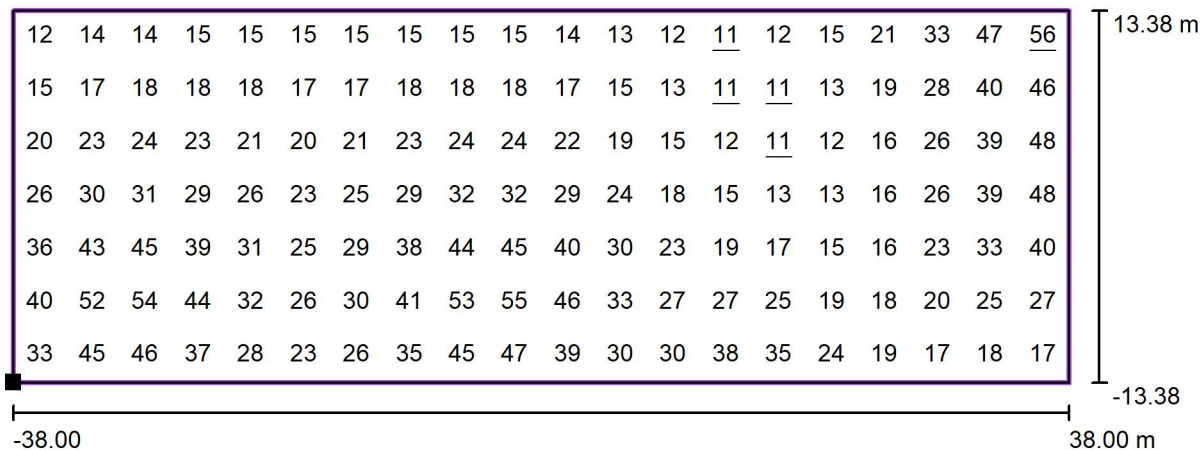 12 14 14 15 15 15 15 15 15 15 14 13 12 11 12 15 21 33 47 56
13.38 m
15 17 18 18 18 17 17 18 18 18 17 15 13 11 11 13 19 28 40 46
20 23 24 23 21 20 21 23 24 24 22 19 15 12 11 12 16 26 39 48
26 30 31 29 26 23 25 29 32 32 29 24 18 15 13 13 16 26 39 48
36 43 45 39 31 25 29 38 44 45 40 30 23 19 17 15 16 23 33 40
40 52 54 44 32 26 30 41 53 55 46 33 27 27 25 19 18 20 25 27
33 45 46 37 28 23 26 35 45 47 39 30 30 38 35 24 19 17 18 17
-13.38
-38.00
38.00 m